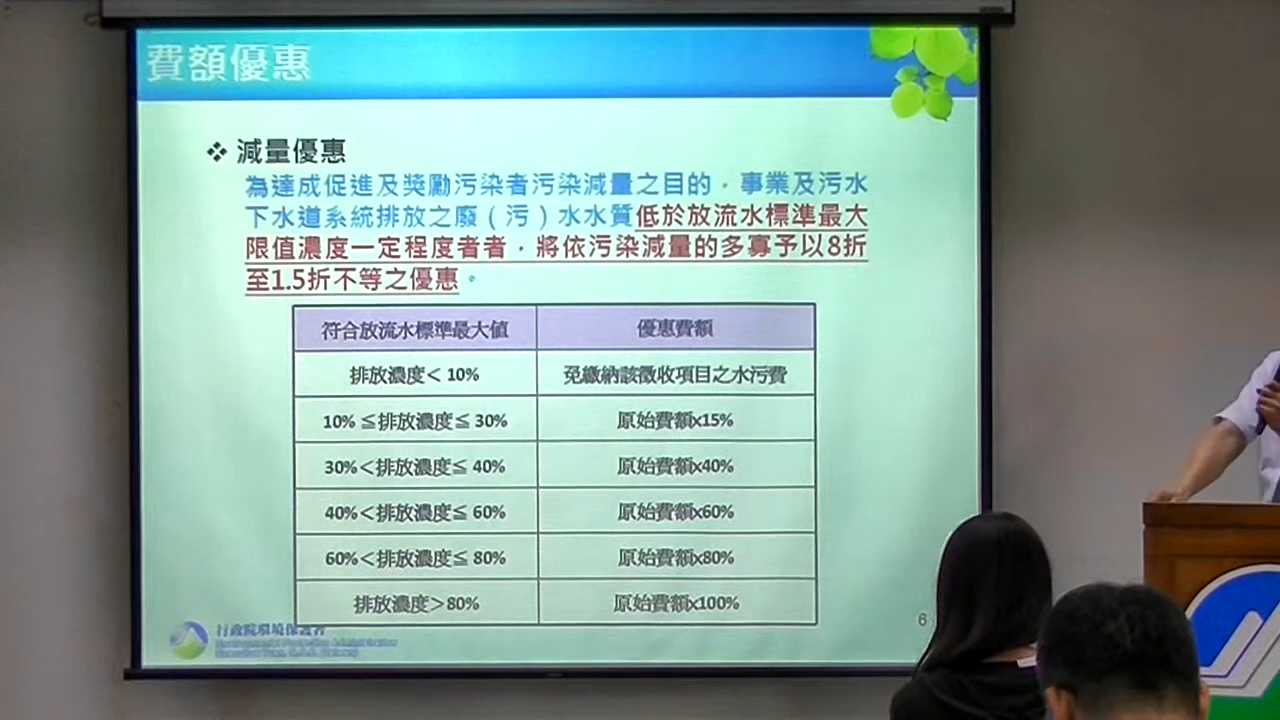 費額優惠
❖ 減量優惠
為達成促進及獎勵污染者污染減量之目的，事業及污水
下水道系統排放之廢（污）水水質低於放流水標準最大
限值濃度一定程度者者，將依污染減量的多寡予以8折
至1.5折不等之優惠。
符合放流水標準最大值 優惠費額
排放濃度＜10% 免繳納該徵收項目之水污費
10%≦排放濃度≦30% 原始費額x15%
30%＜排放濃度≦40% 原始費額x40%
40%＜排放濃度≦60% 原始費額x60%
60%＜排放濃度≦80% 原始費額x80%
排放濃度＞80% 原始費額x100%
行政院環境保護署
6